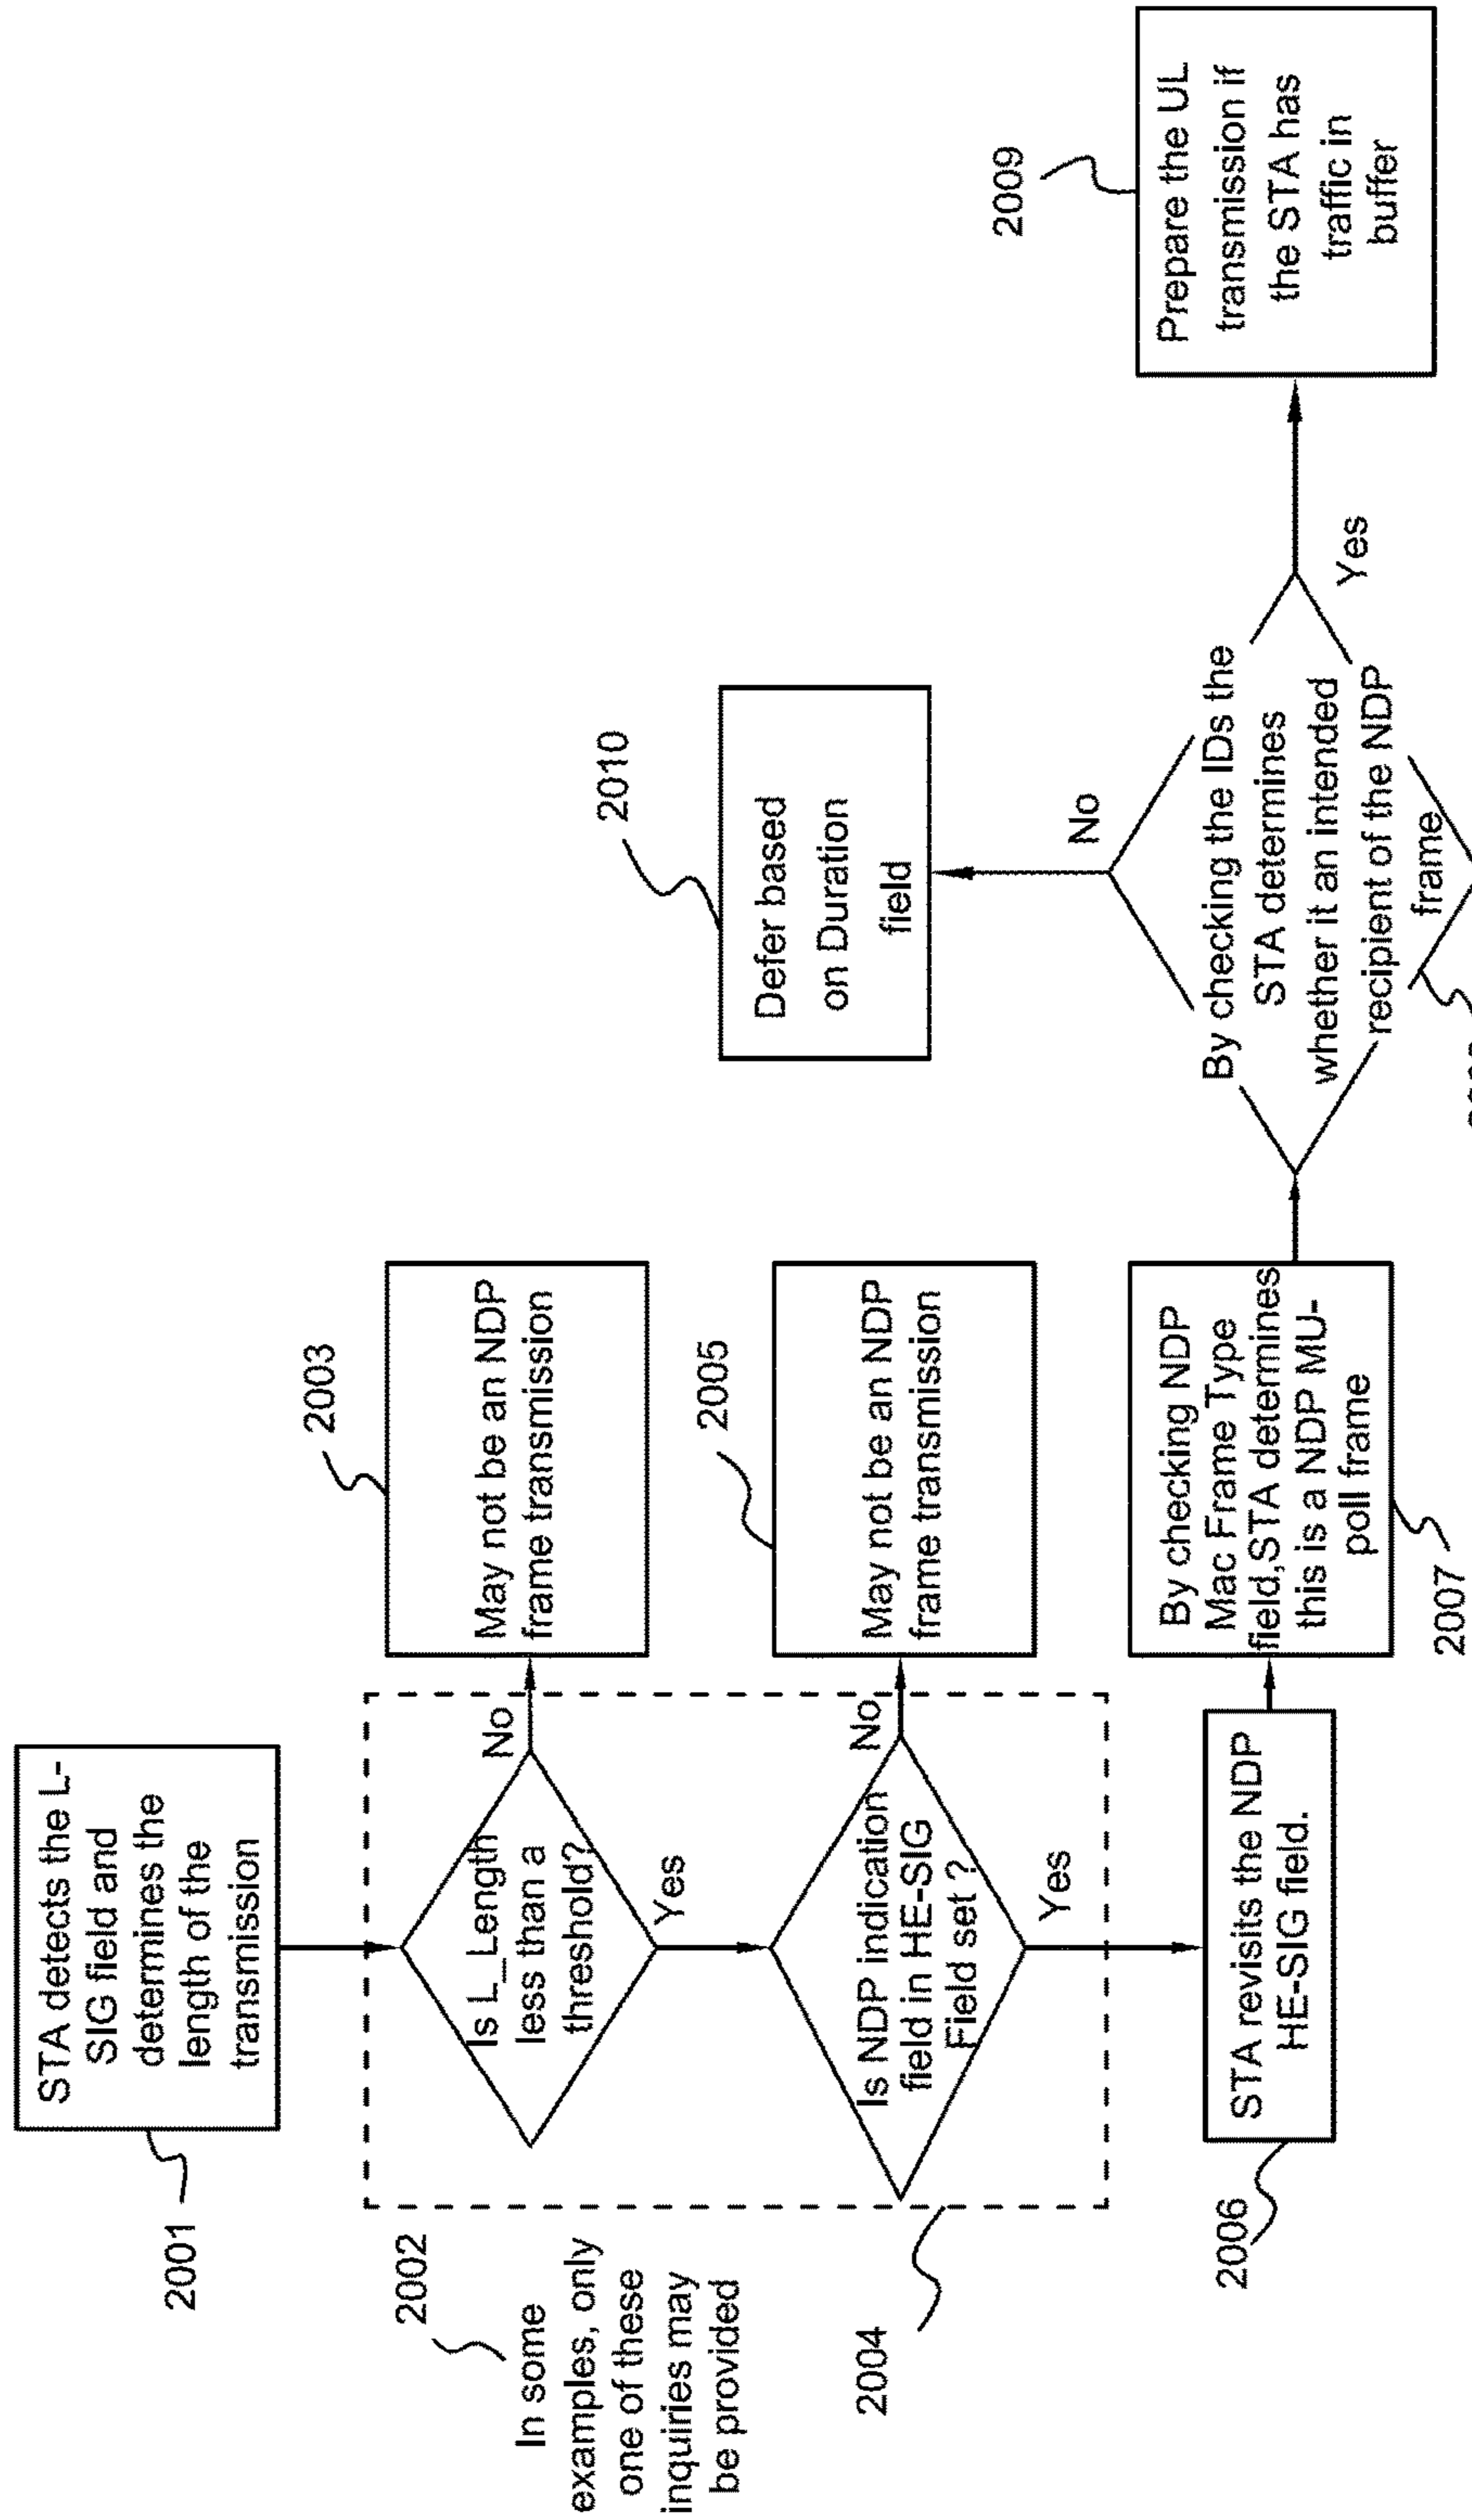 2001
STA detects the L-
SIG field and
determines the
length of the
transmission
2002
In some
examples, only
one of these
inquiries may
be provided
Is L_Length
less than a
threshold?
No
Yes
2003
May not be an NDP
frame transmission
2004
Is NDP indication
field in HE-SIG
Field set ?
No
Yes
2005
May not be an NDP
frame transmission
2006
STA revisits the NDP
HE-SIG field.
By checking NDP
Mac Frame Type
field,STA determines
this is a NDP MU-
poll frame
2007
By checking the IDs the
STA determines
whether it an intended
recipient of the NDP
frame
No
Yes
2010
Defer based
on Duration
field
2009
Prepare the UL
transmission if
the STA has
traffic in
buffer